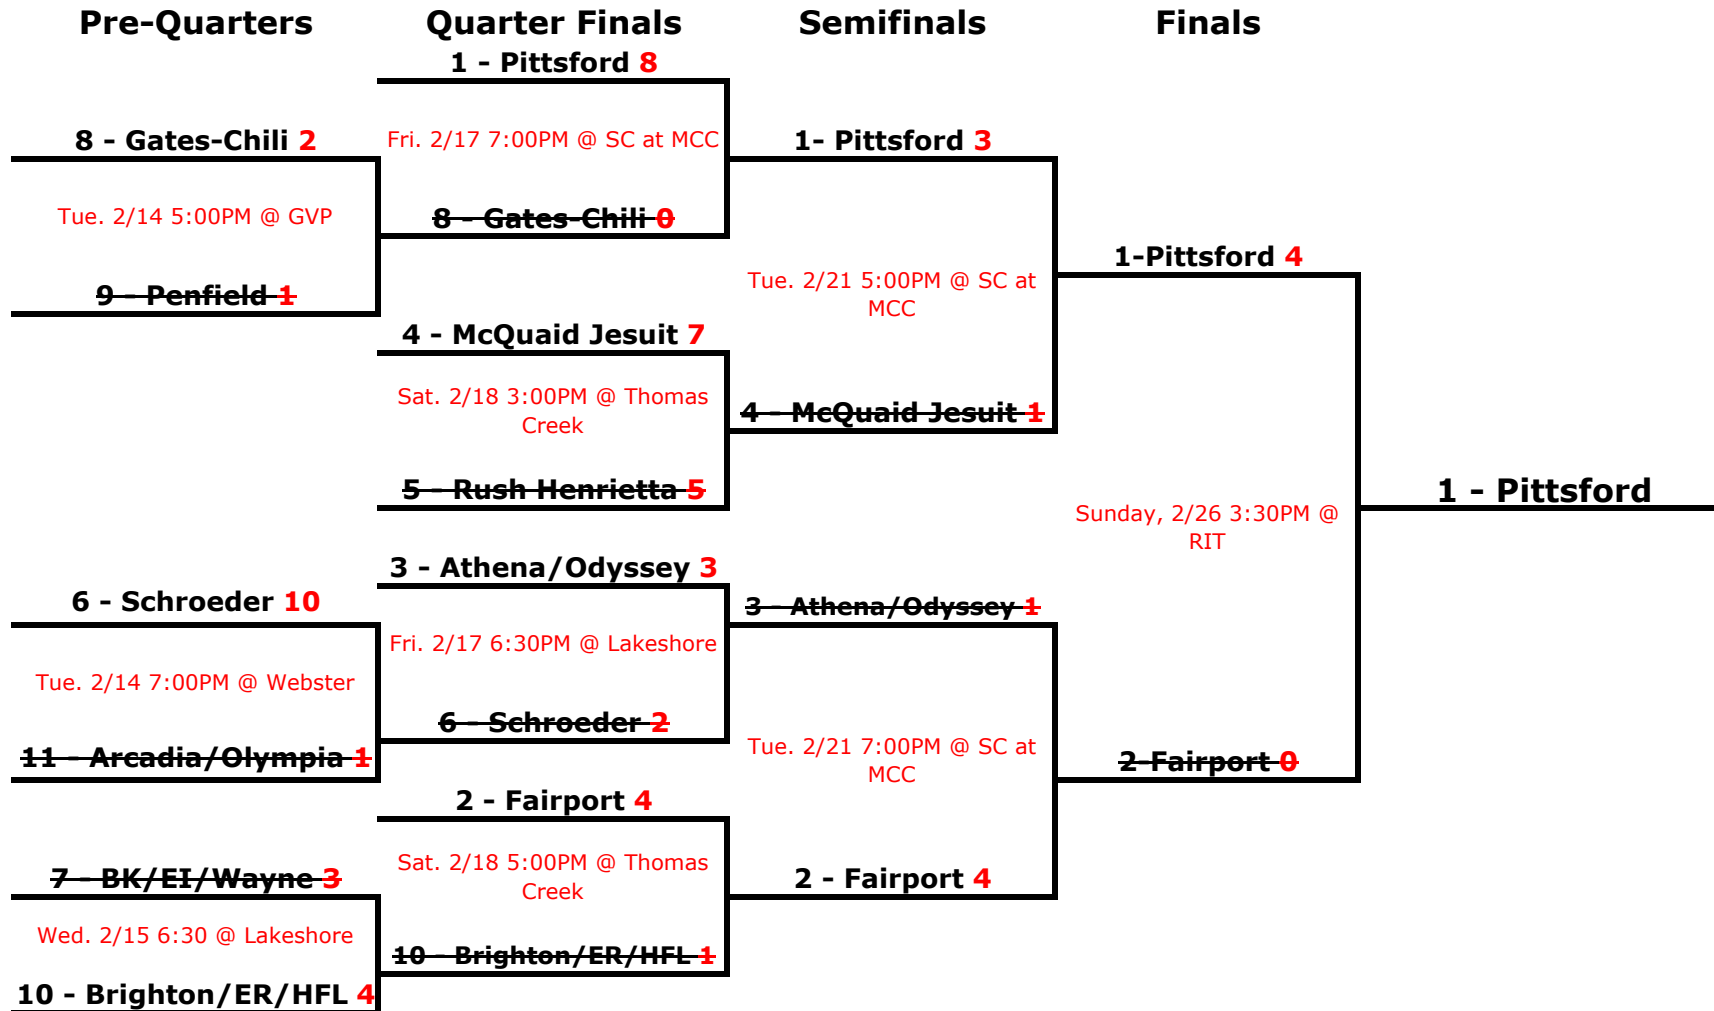 Pre-Quarters
Quarter Finals
Semifinals
Finals
1 - Pittsford 8
8 - Gates-Chili 2
Fri. 2/17 7:00PM @ SC at MCC
1- Pittsford 3
Tue. 2/14 5:00PM @ GVP
8 - Gates-Chili 0
1-Pittsford 4
9 - Penfield 1
Tue. 2/21 5:00PM @ SC at
MCC
4 - McQuaid Jesuit 7
Sat. 2/18 3:00PM @ Thomas
Creek
4 - McQuaid Jesuit 1
5 - Rush Henrietta 5
1 - Pittsford
Sunday, 2/26 3:30PM @
RIT
3 - Athena/Odyssey 3
6 - Schroeder 10
3 - Athena/Odyssey 1
Fri. 2/17 6:30PM @ Lakeshore
Tue. 2/14 7:00PM @ Webster
6 - Schroeder 2
11 - Arcadia/Olympia 1
Tue. 2/21 7:00PM @ SC at
MCC
2-Fairport 0
2 - Fairport 4
7 - BK/EI/Wayne 3
Sat. 2/18 5:00PM @ Thomas
Creek
2 - Fairport 4
Wed. 2/15 6:30 @ Lakeshore
10 - Brighton/ER/HFL 1
10 - Brighton/ER/HFL 4